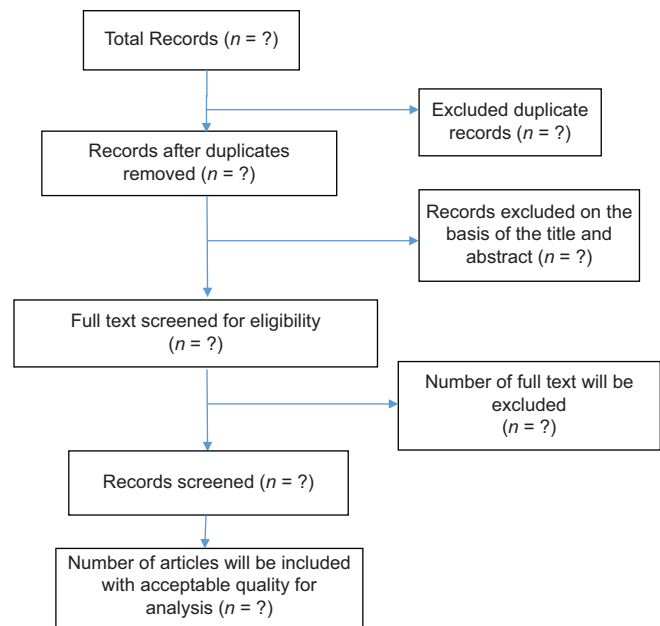 Total Records (n = ?)
Excluded duplicate
records (n = ?)
Records after duplicates
removed (n = ?)
Records excluded on the
basis of the title and
abstract (n = ?)
Full text screened for eligibility
(n = ?)
Number of full text will be
excluded
(n = ?)
Records screened (n = ?)
Number of articles will be included
with acceptable quality for
analysis (n = ?)